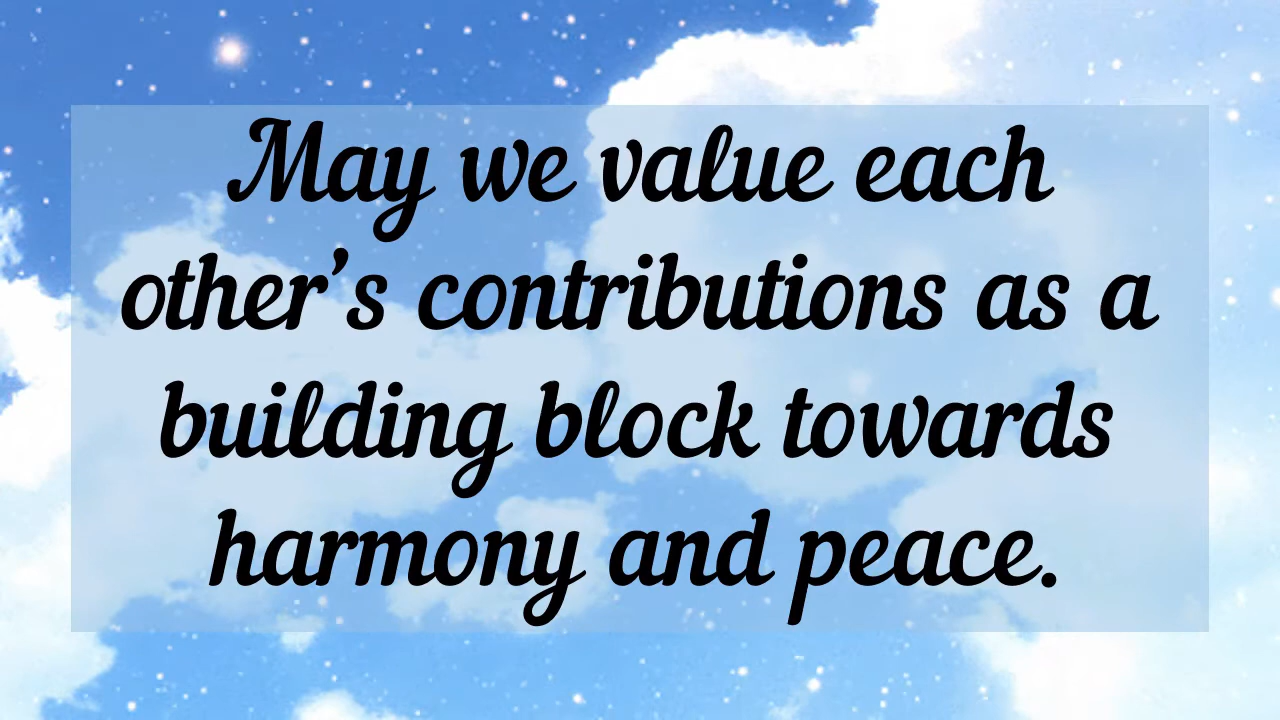 May we value each
other’s contributions as a
building block towards
harmony and peace.